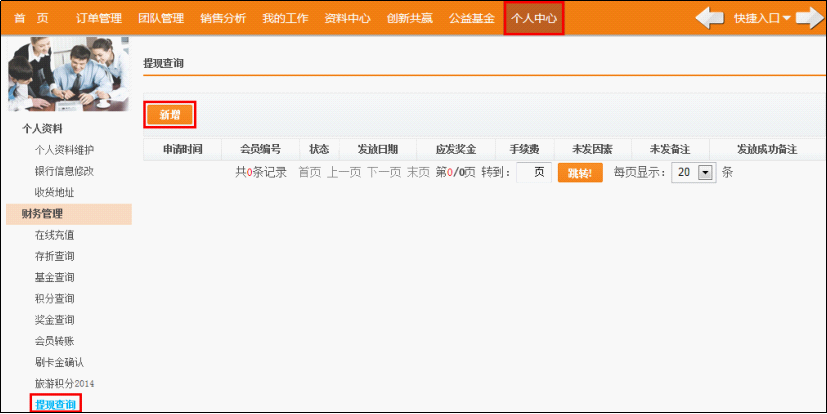 首 页 订单管理 团队管理 销售分析 我的工作 资料中心 创新共赢 公益基金 个人中心 快捷入口
提现查询
新增
申请时间 会员编号 状态 发放日期 应发奖金 手续费 未发因素 未发备注 发放成功备注
共0条记录 首页 上一页 下一页 末页 第0/0页 转到： 页 跳转! 每页显示： 20 条
个人资料
个人资料维护
银行信息修改
收货地址
财务管理
在线充值
存折查询
基金查询
积分查询
奖金查询
会员转账
刷卡金确认
旅游积分2014
提现查询